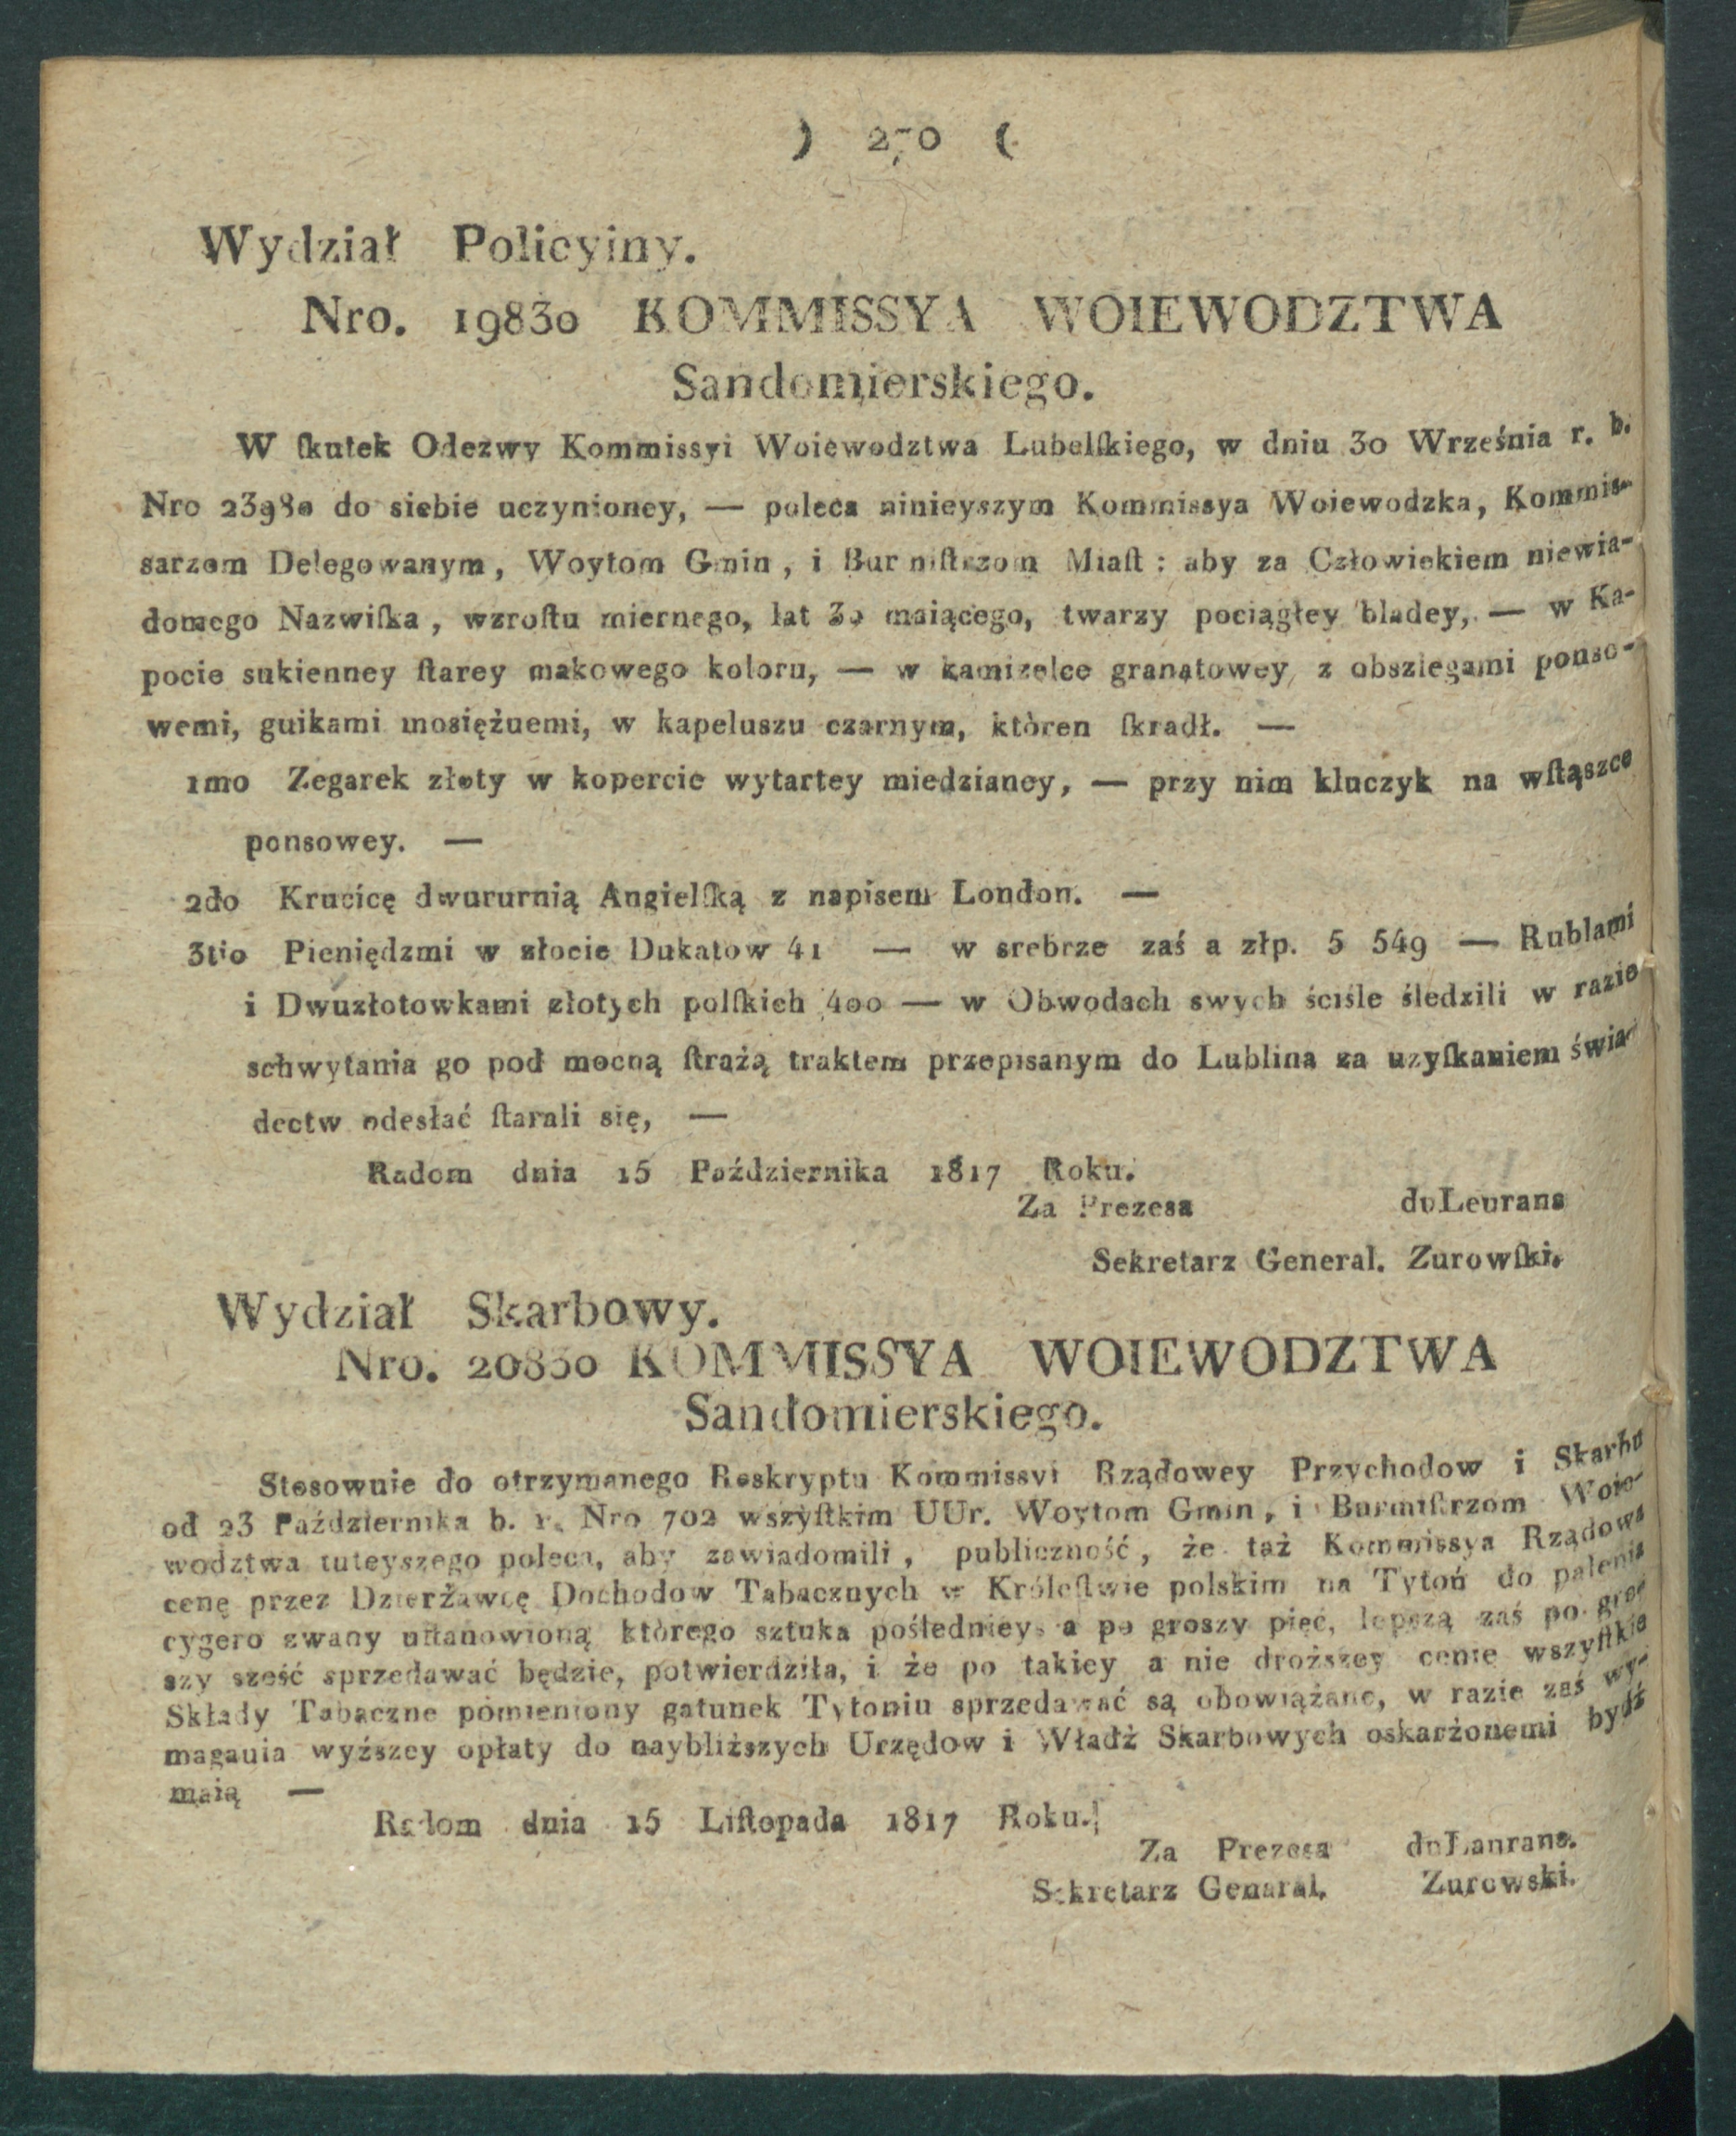 ) 270 (
Wydział Policyiny.
Nro. 19830 KOMMISSYA WOIEWODZTWA
Sandomierskiego.
W ſkutek Odezwy Kommissyi Woiewodztwa Lubelſkiego, w dniu 30 Września r. b.
Nro 23980 do siebie uczynioney, — poleca ninieyszym Kommissya Woiewodzka, Kommis-
sarzom Delegowanym, Woytom Gmin, i Burmiſtrzom Miaſt: aby za Człowiekiem niewia-
domego Nazwiſka, wzroſtu miernego, lat 30 maiącego, twarzy pociągłey bladey, — w Ka-
pocie sukienney ſtarey makowego koloru, — w kamizelce granatowey z obszlegami ponso-
wemi, guikami mosiężuemi, w kapeluszu czarnym, ktòren ſkradł. —
1mo Zegarek złoty w kopercie wytartey miedzianey, — przy nim kluczyk na wſtąszce
ponsowey. —
2do Krucicę dwururnią Angielſką z napisem London. —
3tio Pieniędzmi w złocie Dukatow 41 — w srebrze zaś a złp. 5 549 — Rublami
i Dwuzłotowkami złotych polſkich 400 — w Obwodach swych ściśle śledzili w razie
schwytania go pod mocną ſtrażą traktem przepisanym do Lublina za uzyſkaniem świa-
dectw odesłać ſtarali się, —
Radom dnia 15 Października 1817 Roku.
Za Prezesa duLeurans
Sekretarz General. Zurowſki.
Wydział Skarbowy.
Nro. 20830 KOMMISSYA WOIEWODZTWA
Sandomierskiego.
Stosownie do otrzymanego Reskryptu Kommissyi Rządowey Przychodow i Skarbu
od 23 Października b. r. Nro 702 wszyſtkim UUr. Woytom Gmin, i Burmiſtrzom Woie-
wodztwa tuteyszego poleca, aby zawiadomili, publiczność, że taż Kommissya Rządowa
cenę przez Dzierżawcę Dochodow Tabacznych w Króleſtwie polskim na Tytoń do palenia
cygero zwany uſtanowioną którego sztuka pośledniey a po groszy pięć, lepszą zaś po gro-
szy sześć sprzedawać będzie, potwierdziła, i że po takiey a nie droższey cenie wszyſtkie
Składy Tabaczne pomieniony gatunek Tytoniu sprzedawać są obowiązane, w razie zaś wy-
magauia wyższey opłaty do naybliższych Urzędow i Władź Skarbowych oskarżonemi bydź
maią —
Radom dnia 15 Liſtopada 1817 Roku.
Za Prezesa duLaurans.
Sekretarz Genaral. Zurowski.